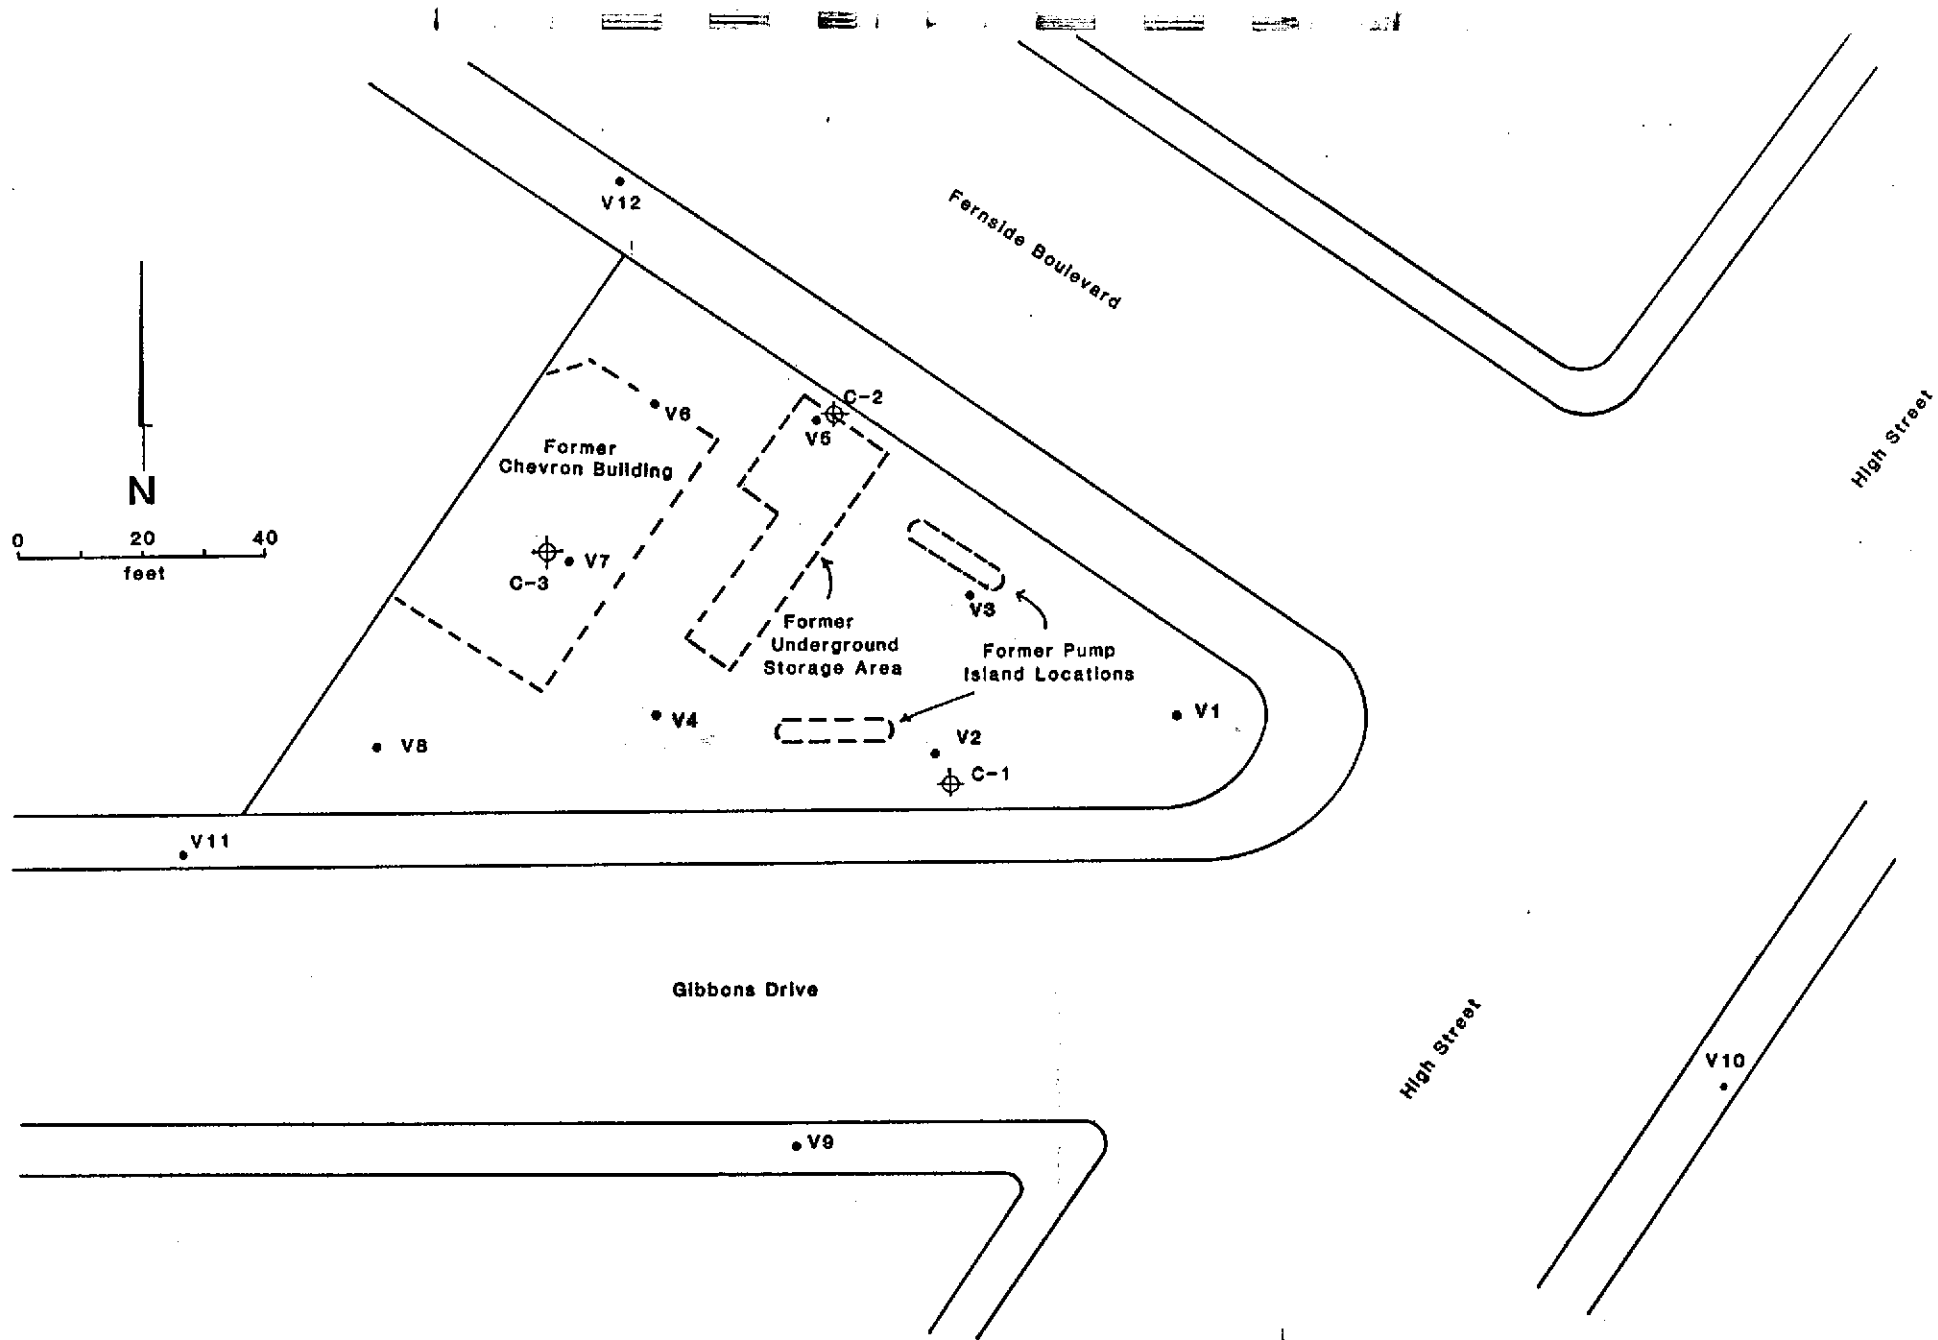 V12
Fernside Boulevard
High Street
C-2
V6
V5
Former
Chevron Building
N
0 20 40
feet
V7
C-3
V3
Former
Underground
Storage Area
Former Pump
Island Locations
V4
V1
V8
V2
C-1
V11
Gibbons Drive
High Street
V10
V9